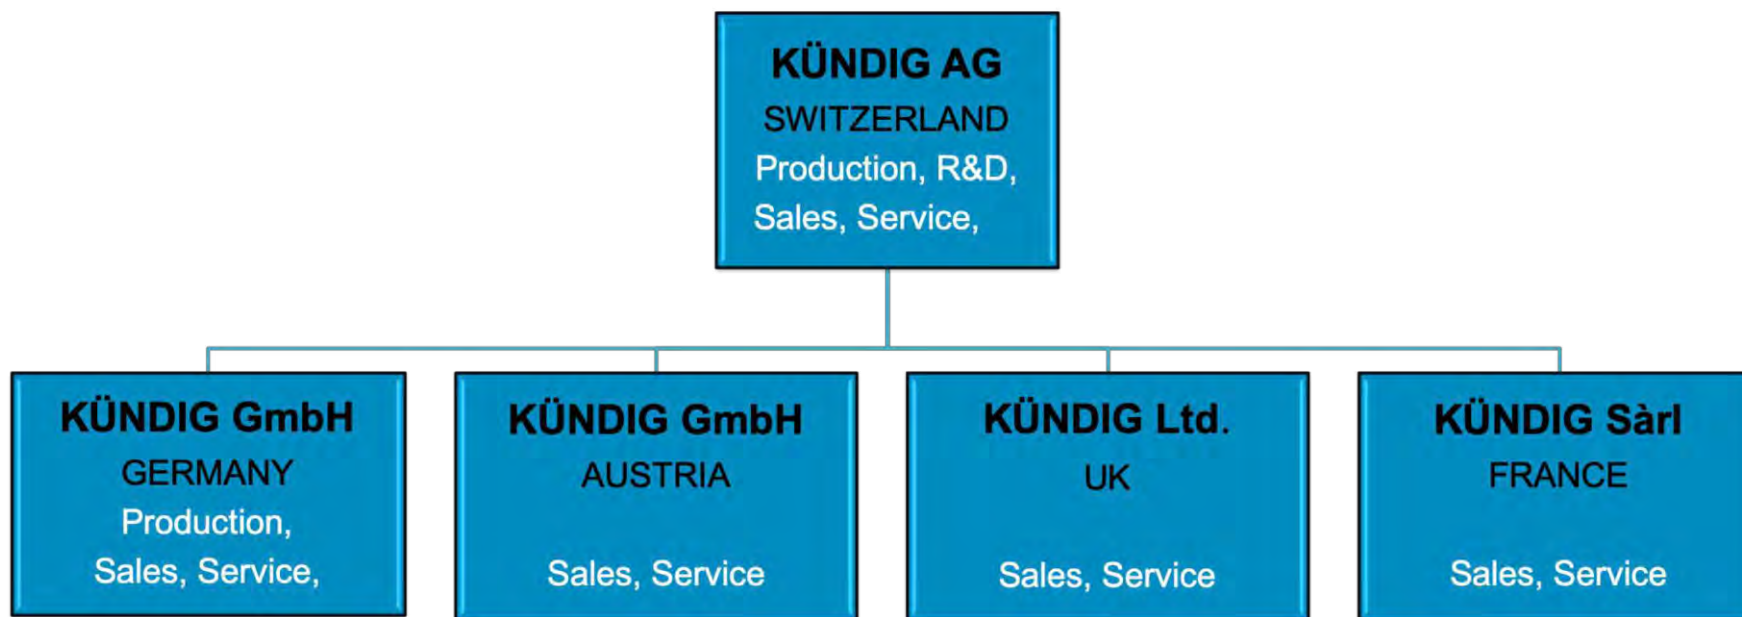 KÜNDIG AG
SWITZERLAND
Production, R&D,
Sales, Service,
KÜNDIG GmbH
GERMANY
Production,
Sales, Service,
KÜNDIG GmbH
AUSTRIA
Sales, Service
KÜNDIG Ltd.
UK
Sales, Service
KÜNDIG Sàrl
FRANCE
Sales, Service